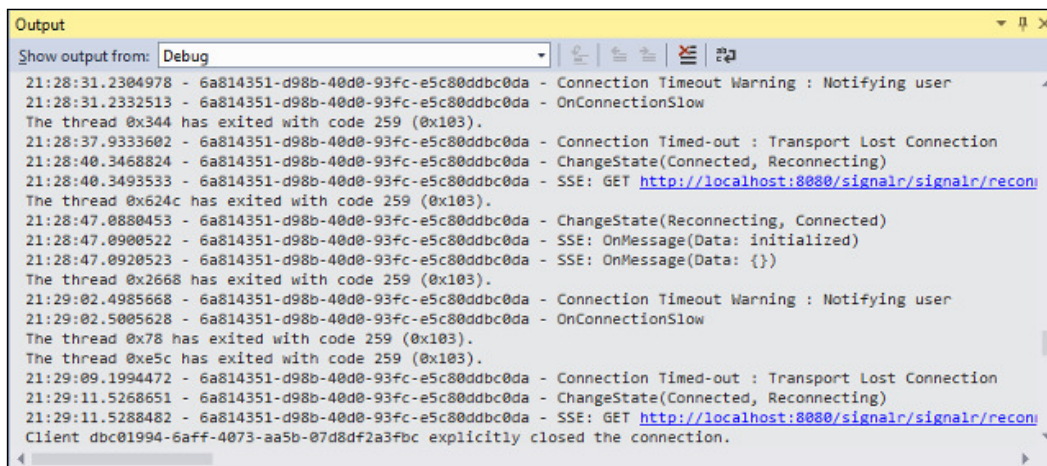 Output
Show output from: Debug
21:28:31.2304978 - 6a814351-d98b-40d0-93fc-e5c80ddbc0da - Connection Timeout Warning : Notifying user
21:28:31.2332513 - 6a814351-d98b-40d0-93fc-e5c80ddbc0da - OnConnectionSlow
The thread 0x344 has exited with code 259 (0x103).
21:28:37.9333602 - 6a814351-d98b-40d0-93fc-e5c80ddbc0da - Connection Timed-out : Transport Lost Connection
21:28:40.3468824 - 6a814351-d98b-40d0-93fc-e5c80ddbc0da - ChangeState(Connected, Reconnecting)
21:28:40.3493533 - 6a814351-d98b-40d0-93fc-e5c80ddbc0da - SSE: GET http://localhost:8080/signalr/signalr/recon
The thread 0x624c has exited with code 259 (0x103).
21:28:47.0880453 - 6a814351-d98b-40d0-93fc-e5c80ddbc0da - ChangeState(Reconnecting, Connected)
21:28:47.0900522 - 6a814351-d98b-40d0-93fc-e5c80ddbc0da - SSE: OnMessage(Data: initialized)
21:28:47.0920523 - 6a814351-d98b-40d0-93fc-e5c80ddbc0da - SSE: OnMessage(Data: {})
The thread 0x2668 has exited with code 259 (0x103).
21:29:02.4985668 - 6a814351-d98b-40d0-93fc-e5c80ddbc0da - Connection Timeout Warning : Notifying user
21:29:02.5005628 - 6a814351-d98b-40d0-93fc-e5c80ddbc0da - OnConnectionSlow
The thread 0x78 has exited with code 259 (0x103).
The thread 0xe5c has exited with code 259 (0x103).
21:29:09.1994472 - 6a814351-d98b-40d0-93fc-e5c80ddbc0da - Connection Timed-out : Transport Lost Connection
21:29:11.5268651 - 6a814351-d98b-40d0-93fc-e5c80ddbc0da - ChangeState(Connected, Reconnecting)
21:29:11.5288482 - 6a814351-d98b-40d0-93fc-e5c80ddbc0da - SSE: GET http://localhost:8080/signalr/signalr/recon
Client dbc01994-6aff-4073-aa5b-07d8df2a3fbc explicitly closed the connection.